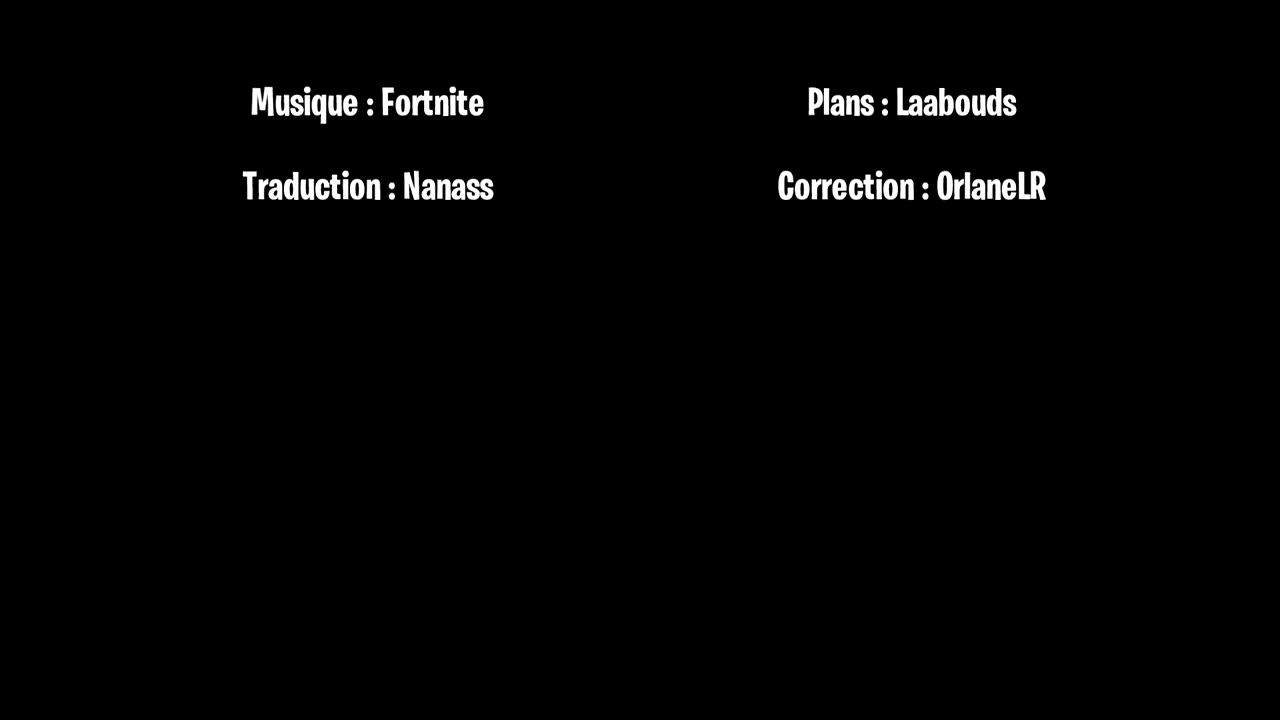 Musique : Fortnite
Plans : Laabouds
Traduction : Nanass
Correction : OrlaneLR